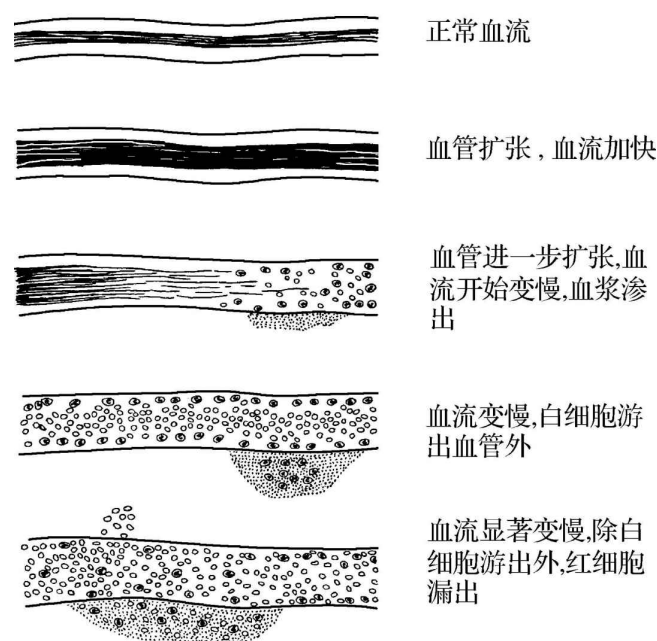 正常血流
血管扩张，血流加快
血管进一步扩张,血
流开始变慢,血浆渗
出
血流变慢,白细胞游
出血管外
血流显著变慢,除白
细胞游出外,红细胞
漏出